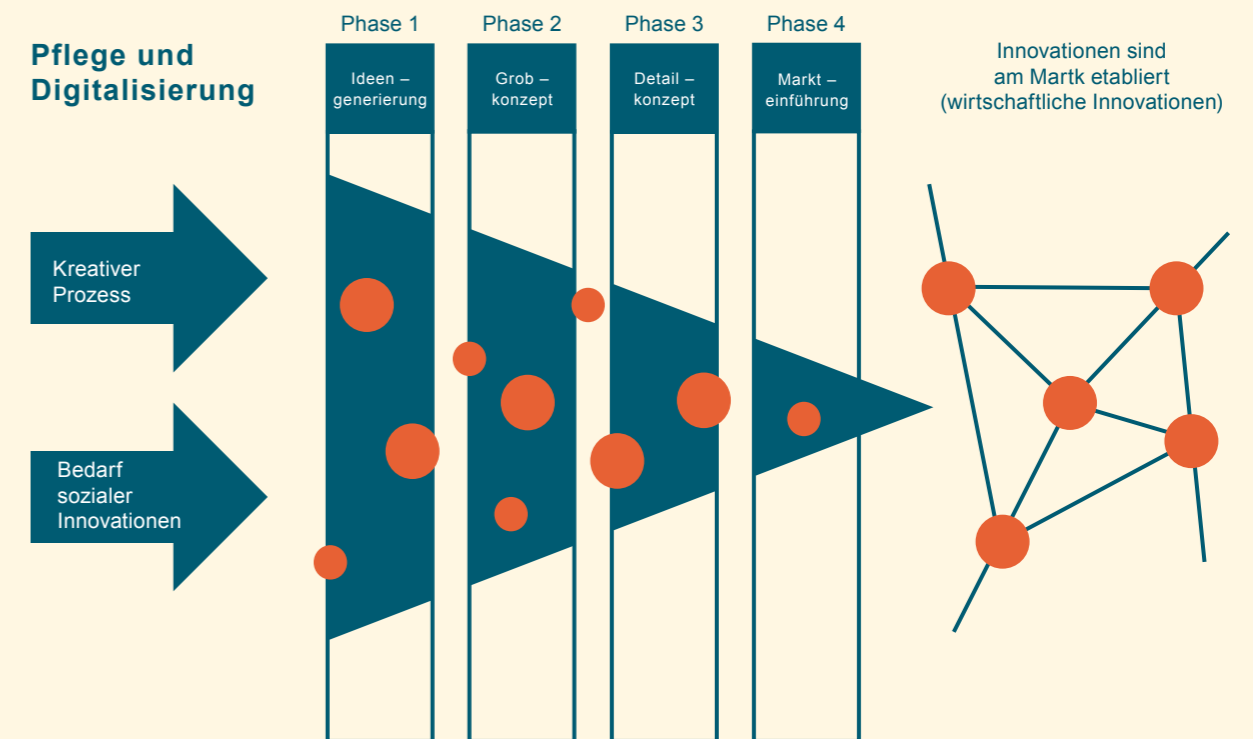 Pflege und
Digitalisierung
Phase 1
Ideen –
generierung
Phase 2
Grob –
konzept
Phase 3
Detail –
konzept
Phase 4
Markt –
einführung
Innovationen sind
am Martk etabliert
(wirtschaftliche Innovationen)
Kreativer
Prozess
Bedarf
sozialer
Innovationen